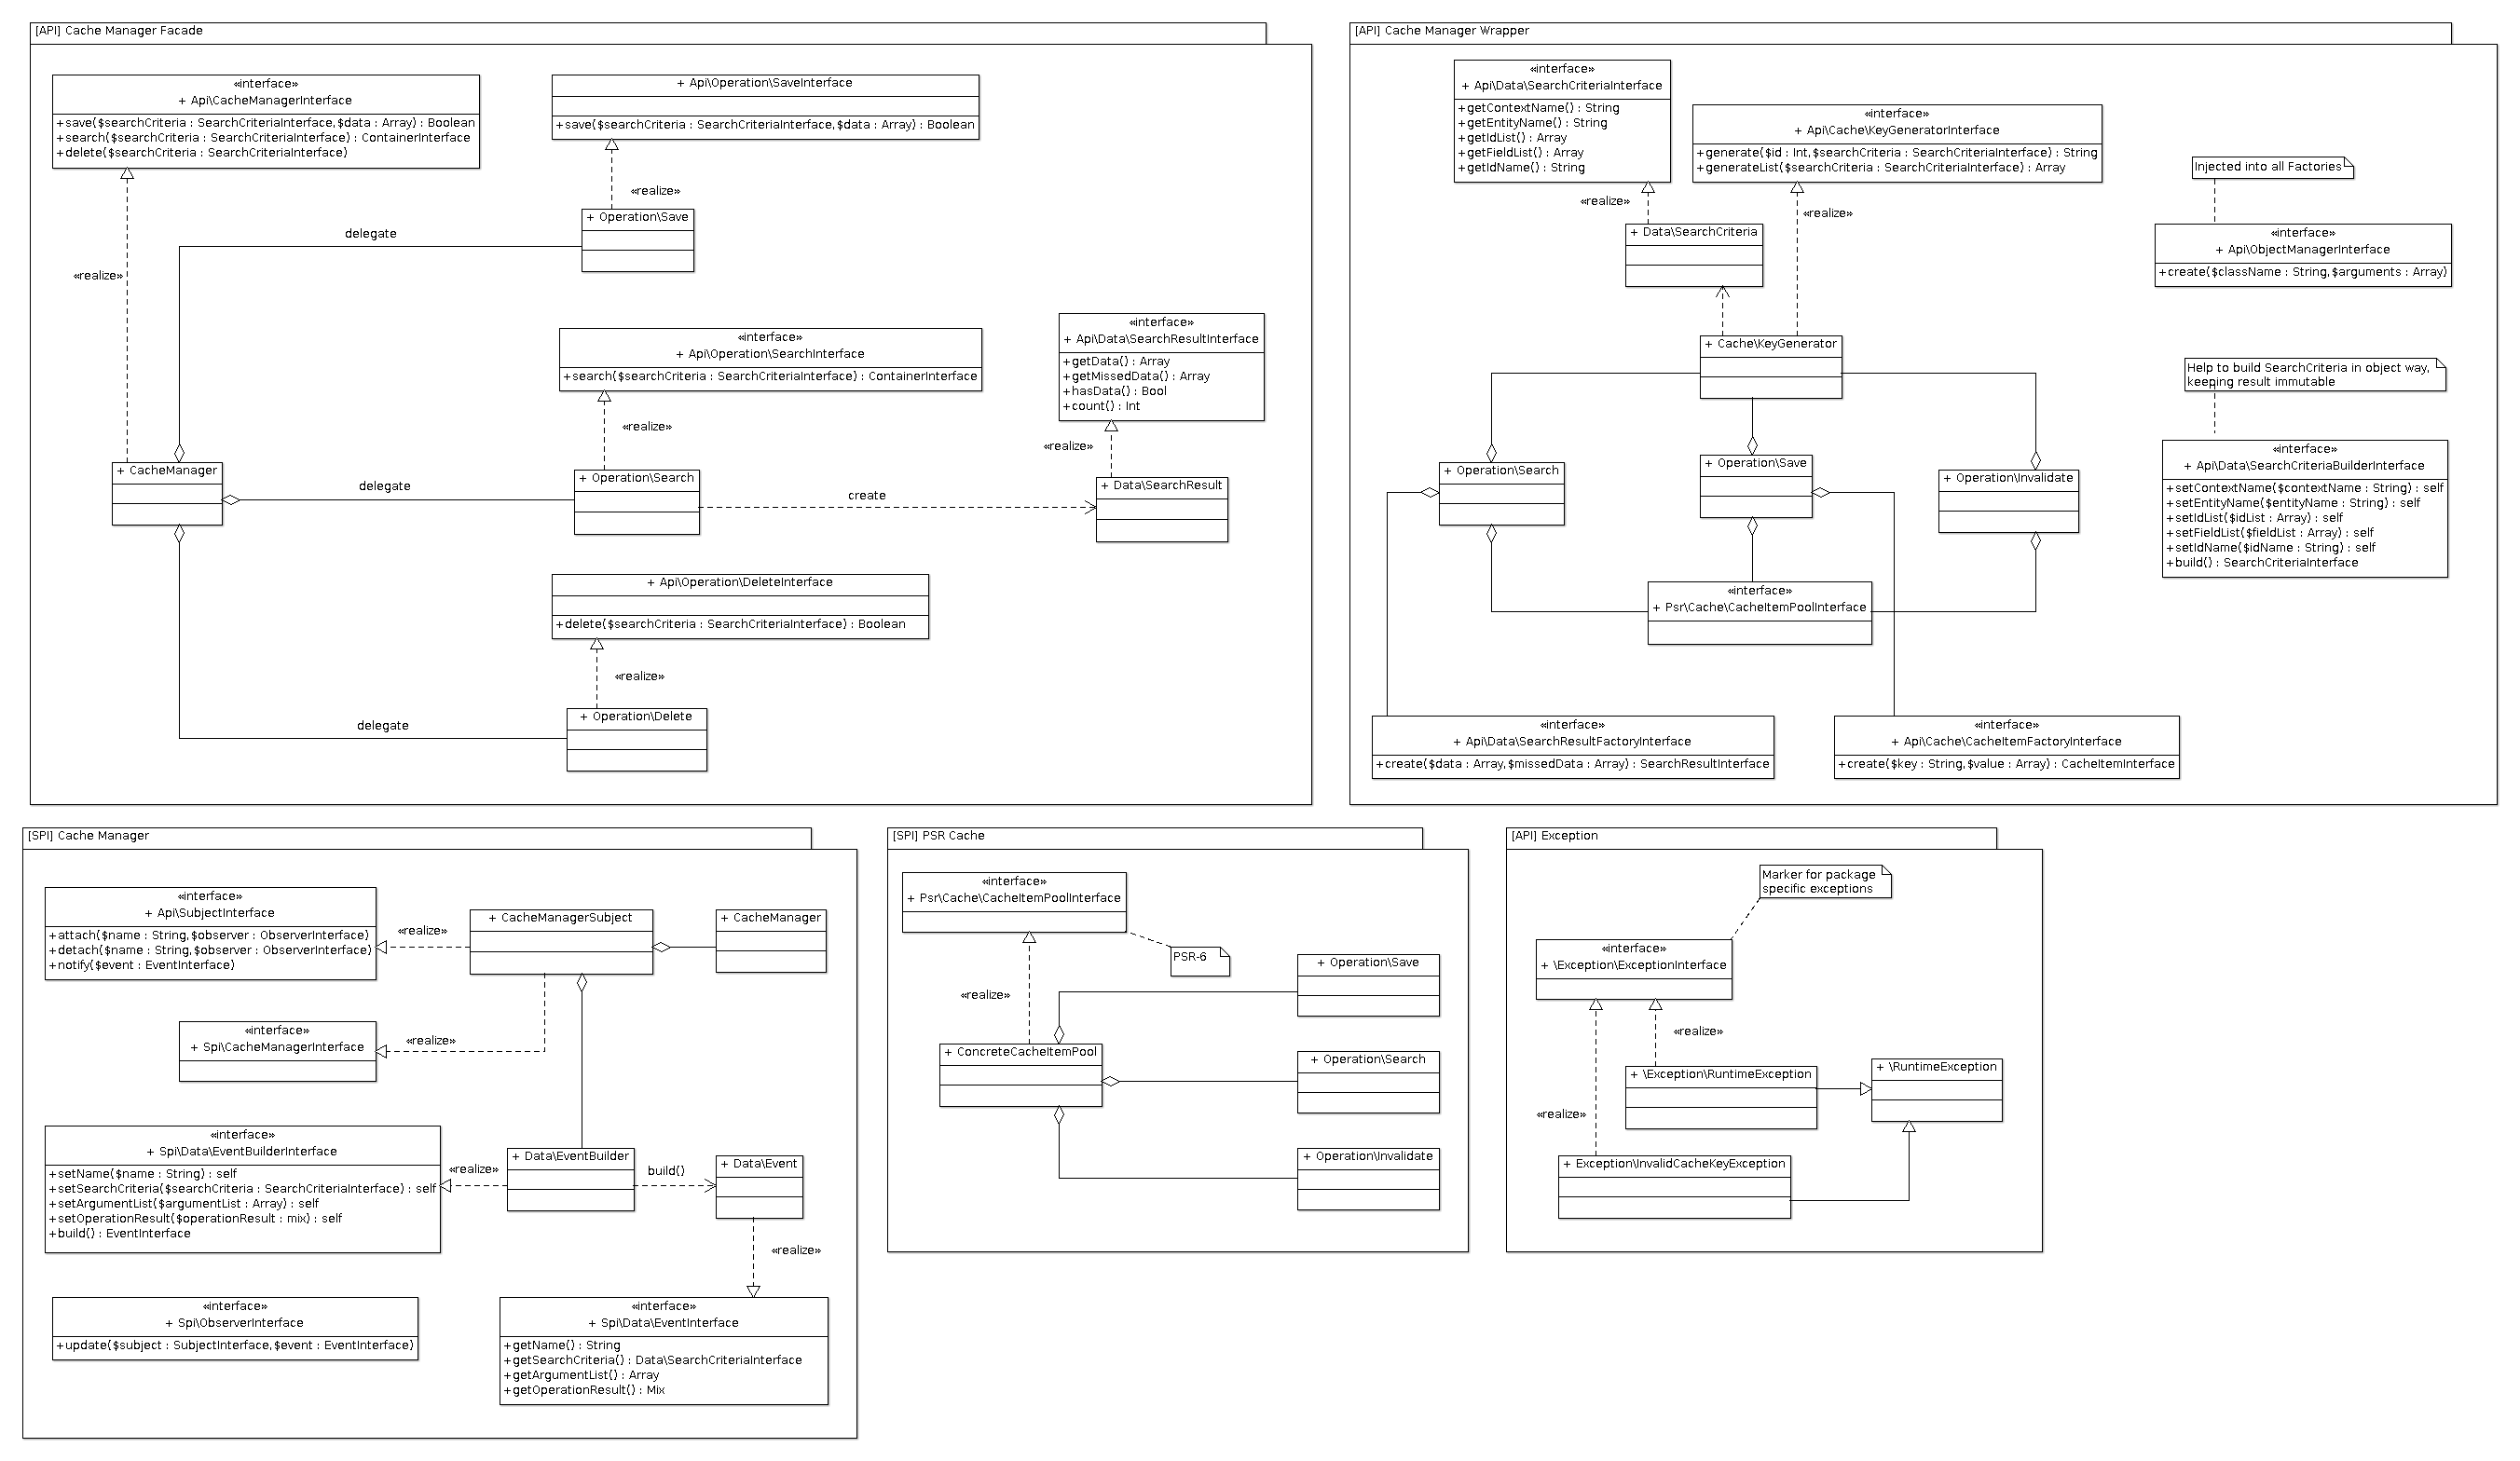 [API] Cache Manager Facade
«interface»
+ Api\CacheManagerInterface
+save($searchCriteria : SearchCriteriaInterface,$data : Array) : Boolean
+search($searchCriteria : SearchCriteriaInterface) : ContainerInterface
+delete($searchCriteria : SearchCriteriaInterface)
+ Api\Operation\SaveInterface
+save($searchCriteria : SearchCriteriaInterface,$data : Array) : Boolean
«realize»
+ Operation\Save
delegate
«realize»
«interface»
+ Api\Operation\SearchInterface
+search($searchCriteria : SearchCriteriaInterface) : ContainerInterface
«interface»
+ Api\Data\SearchResultInterface
+getData() : Array
+getMissedData() : Array
+hasData() : Bool
+count() : Int
«realize»
«realize»
+ CacheManager
delegate
+ Operation\Search
create
+ Data\SearchResult
+ Api\Operation\DeleteInterface
+delete($searchCriteria : SearchCriteriaInterface) : Boolean
«realize»
+ Operation\Delete
delegate
[API] Cache Manager Wrapper
«interface»
+ Api\Data\SearchCriteriaInterface
+getContextName() : String
+getEntityName() : String
+getIdList() : Array
+getFieldList() : Array
+getIdName() : String
«interface»
+ Api\Cache\KeyGeneratorInterface
+generate($id : Int,$searchCriteria : SearchCriteriaInterface) : String
+generateList($searchCriteria : SearchCriteriaInterface) : Array
Injected into all Factories
«realize»
«realize»
+ Data\SearchCriteria
«interface»
+ Api\ObjectManagerInterface
+create($className : String,$arguments : Array)
+ Cache\KeyGenerator
Help to build SearchCriteria in object way,
keeping result immutable
+ Operation\Search
+ Operation\Save
+ Operation\Invalidate
«interface»
+ Api\Data\SearchCriteriaBuilderInterface
+setContextName($contextName : String) : self
+setEntityName($entityName : String) : self
+setIdList($idList : Array) : self
+setFieldList($fieldList : Array) : self
+setIdName($idName : String) : self
+build() : SearchCriteriaInterface
«interface»
+ Psr\Cache\CacheItemPoolInterface
«interface»
+ Api\Data\SearchResultFactoryInterface
+create($data : Array,$missedData : Array) : SearchResultInterface
«interface»
+ Api\Cache\CacheItemFactoryInterface
+create($key : String,$value : Array) : CacheItemInterface
[SPI] Cache Manager
«interface»
+ Api\SubjectInterface
+attach($name : String,$observer : ObserverInterface)
+detach($name : String,$observer : ObserverInterface)
+notify($event : EventInterface)
«realize»
+ CacheManagerSubject
+ CacheManager
«interface»
+ Spi\CacheManagerInterface
«realize»
«interface»
+ Spi\Data\EventBuilderInterface
+setName($name : String) : self
+setSearchCriteria($searchCriteria : SearchCriteriaInterface) : self
+setArgumentList($argumentList : Array) : self
+setOperationResult($operationResult : mix) : self
+build() : EventInterface
«realize»
+ Data\EventBuilder
build()
+ Data\Event
«realize»
«interface»
+ Spi\ObserverInterface
+update($subject : SubjectInterface,$event : EventInterface)
«interface»
+ Spi\Data\EventInterface
+getName() : String
+getSearchCriteria() : Data\SearchCriteriaInterface
+getArgumentList() : Array
+getOperationResult() : Mix
[SPI] PSR Cache
«interface»
+ Psr\Cache\CacheItemPoolInterface
PSR-6
«realize»
+ Operation\Save
+ ConcreteCacheItemPool
+ Operation\Search
+ Operation\Invalidate
[API] Exception
Marker for package
specific exceptions
«interface»
+ \Exception\ExceptionInterface
«realize»
+ \Exception\RuntimeException
+ \RuntimeException
«realize»
+ Exception\InvalidCacheKeyException